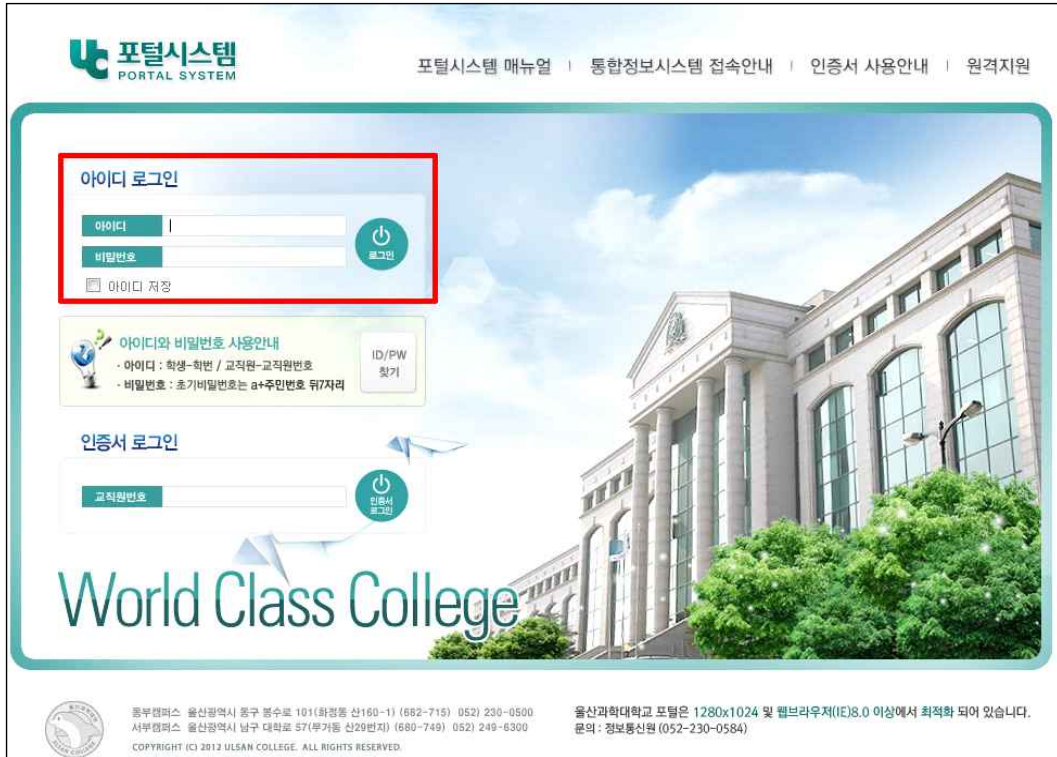 Uc 포털시스템
PORTAL SYSTEM
포털시스템 매뉴얼 | 통합정보시스템 접속안내 | 인증서 사용안내 | 원격지원
아이디 로그인
아이디
비밀번호
로그인
아이디 저장
아이디와 비밀번호 사용안내
· 아이디 : 학생-학번 / 교직원-교직원번호
· 비밀번호 : 초기비밀번호는 a+주민번호 뒤7자리
ID/PW
찾기
인증서 로그인
교직원번호
인증서
로그인
World Class College
동부캠퍼스 울산광역시 동구 봉수로 101(화정동 산160-1) (682-715) 052) 230-0500
서부캠퍼스 울산광역시 남구 대학로 57(무거동 산29번지) (680-749) 052) 249-6300
COPYRIGHT (C) 2012 ULSAN COLLEGE. ALL RIGHTS RESERVED.
울산과학대학교 포털은 1280x1024 및 웹브라우저(IE)8.0 이상에서 최적화 되어 있습니다.
문의 : 정보통신원 (052-230-0584)